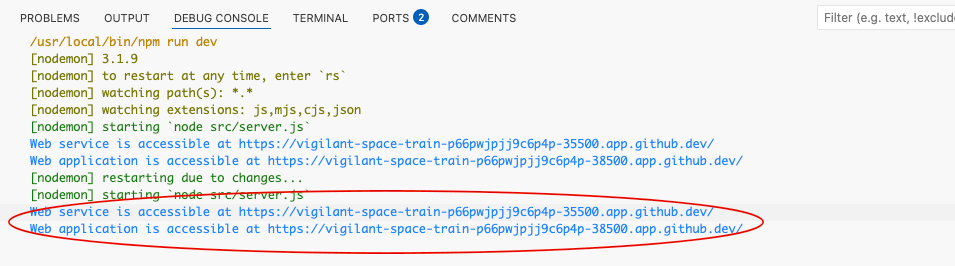 PROBLEMS OUTPUT DEBUG CONSOLE TERMINAL PORTS 2 COMMENTS Filter (e.g. text, !exclude
/usr/local/bin/npm run dev
[nodemon] 3.1.9
[nodemon] to restart at any time, enter `rs`
[nodemon] watching path(s): *.*
[nodemon] watching extensions: js,mjs,cjs,json
[nodemon] starting `node src/server.js`
Web service is accessible at https://vigilant-space-train-p66pwjpjj9c6p4p-35500.app.github.dev/
Web application is accessible at https://vigilant-space-train-p66pwjpjj9c6p4p-38500.app.github.dev/
[nodemon] restarting due to changes...
[nodemon] starting `node src/server.js`
Web service is accessible at https://vigilant-space-train-p66pwjpjj9c6p4p-35500.app.github.dev/
Web application is accessible at https://vigilant-space-train-p66pwjpjj9c6p4p-38500.app.github.dev/